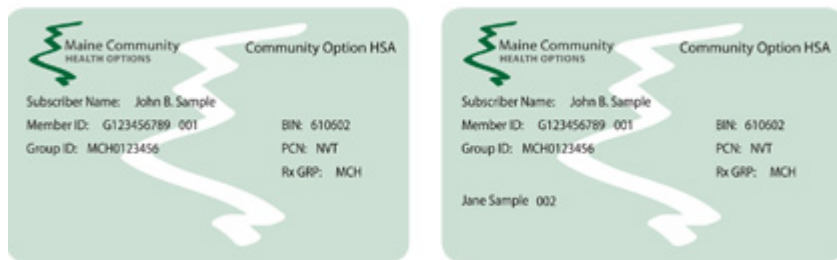 Maine Community
HEALTH OPTIONS
Community Option HSA
Subscriber Name: John B. Sample
Member ID: G123456789 001
BIN: 610602
Group ID: MCH0123456
PCN: NVT
Rx GRP: MCH
Maine Community
HEALTH OPTIONS
Community Option HSA
Subscriber Name: John B. Sample
Member ID: G123456789 001
BIN: 610602
Group ID: MCH0123456
PCN: NVT
Rx GRP: MCH
Jane Sample 002